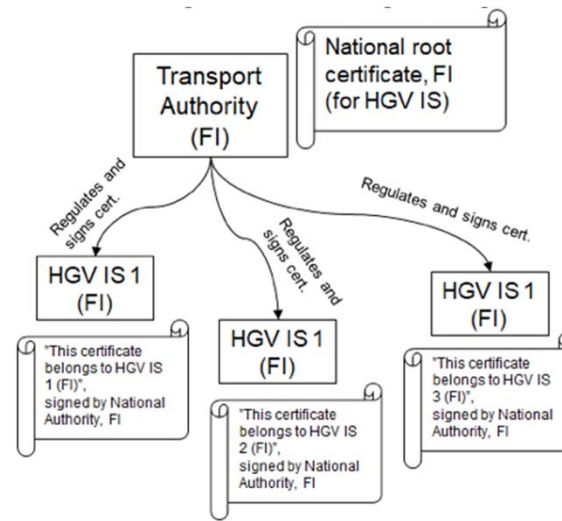 Transport
Authority
(FI)
National root
certificate, FI
(for HGV IS)
Regulates and
signs cert.
Regulates and
signs cert.
Regulates and signs cert.
HGV IS 1
(FI)
"This certificate
belongs to HGV IS
1 (FI)",
signed by National
Authority, FI
HGV IS 1
(FI)
"This certificate
belongs to HGV IS
2 (FI)",
signed by National
Authority, FI
HGV IS 1
(FI)
"This certificate
belongs to HGV IS
3 (FI)",
signed by National
Authority, FI